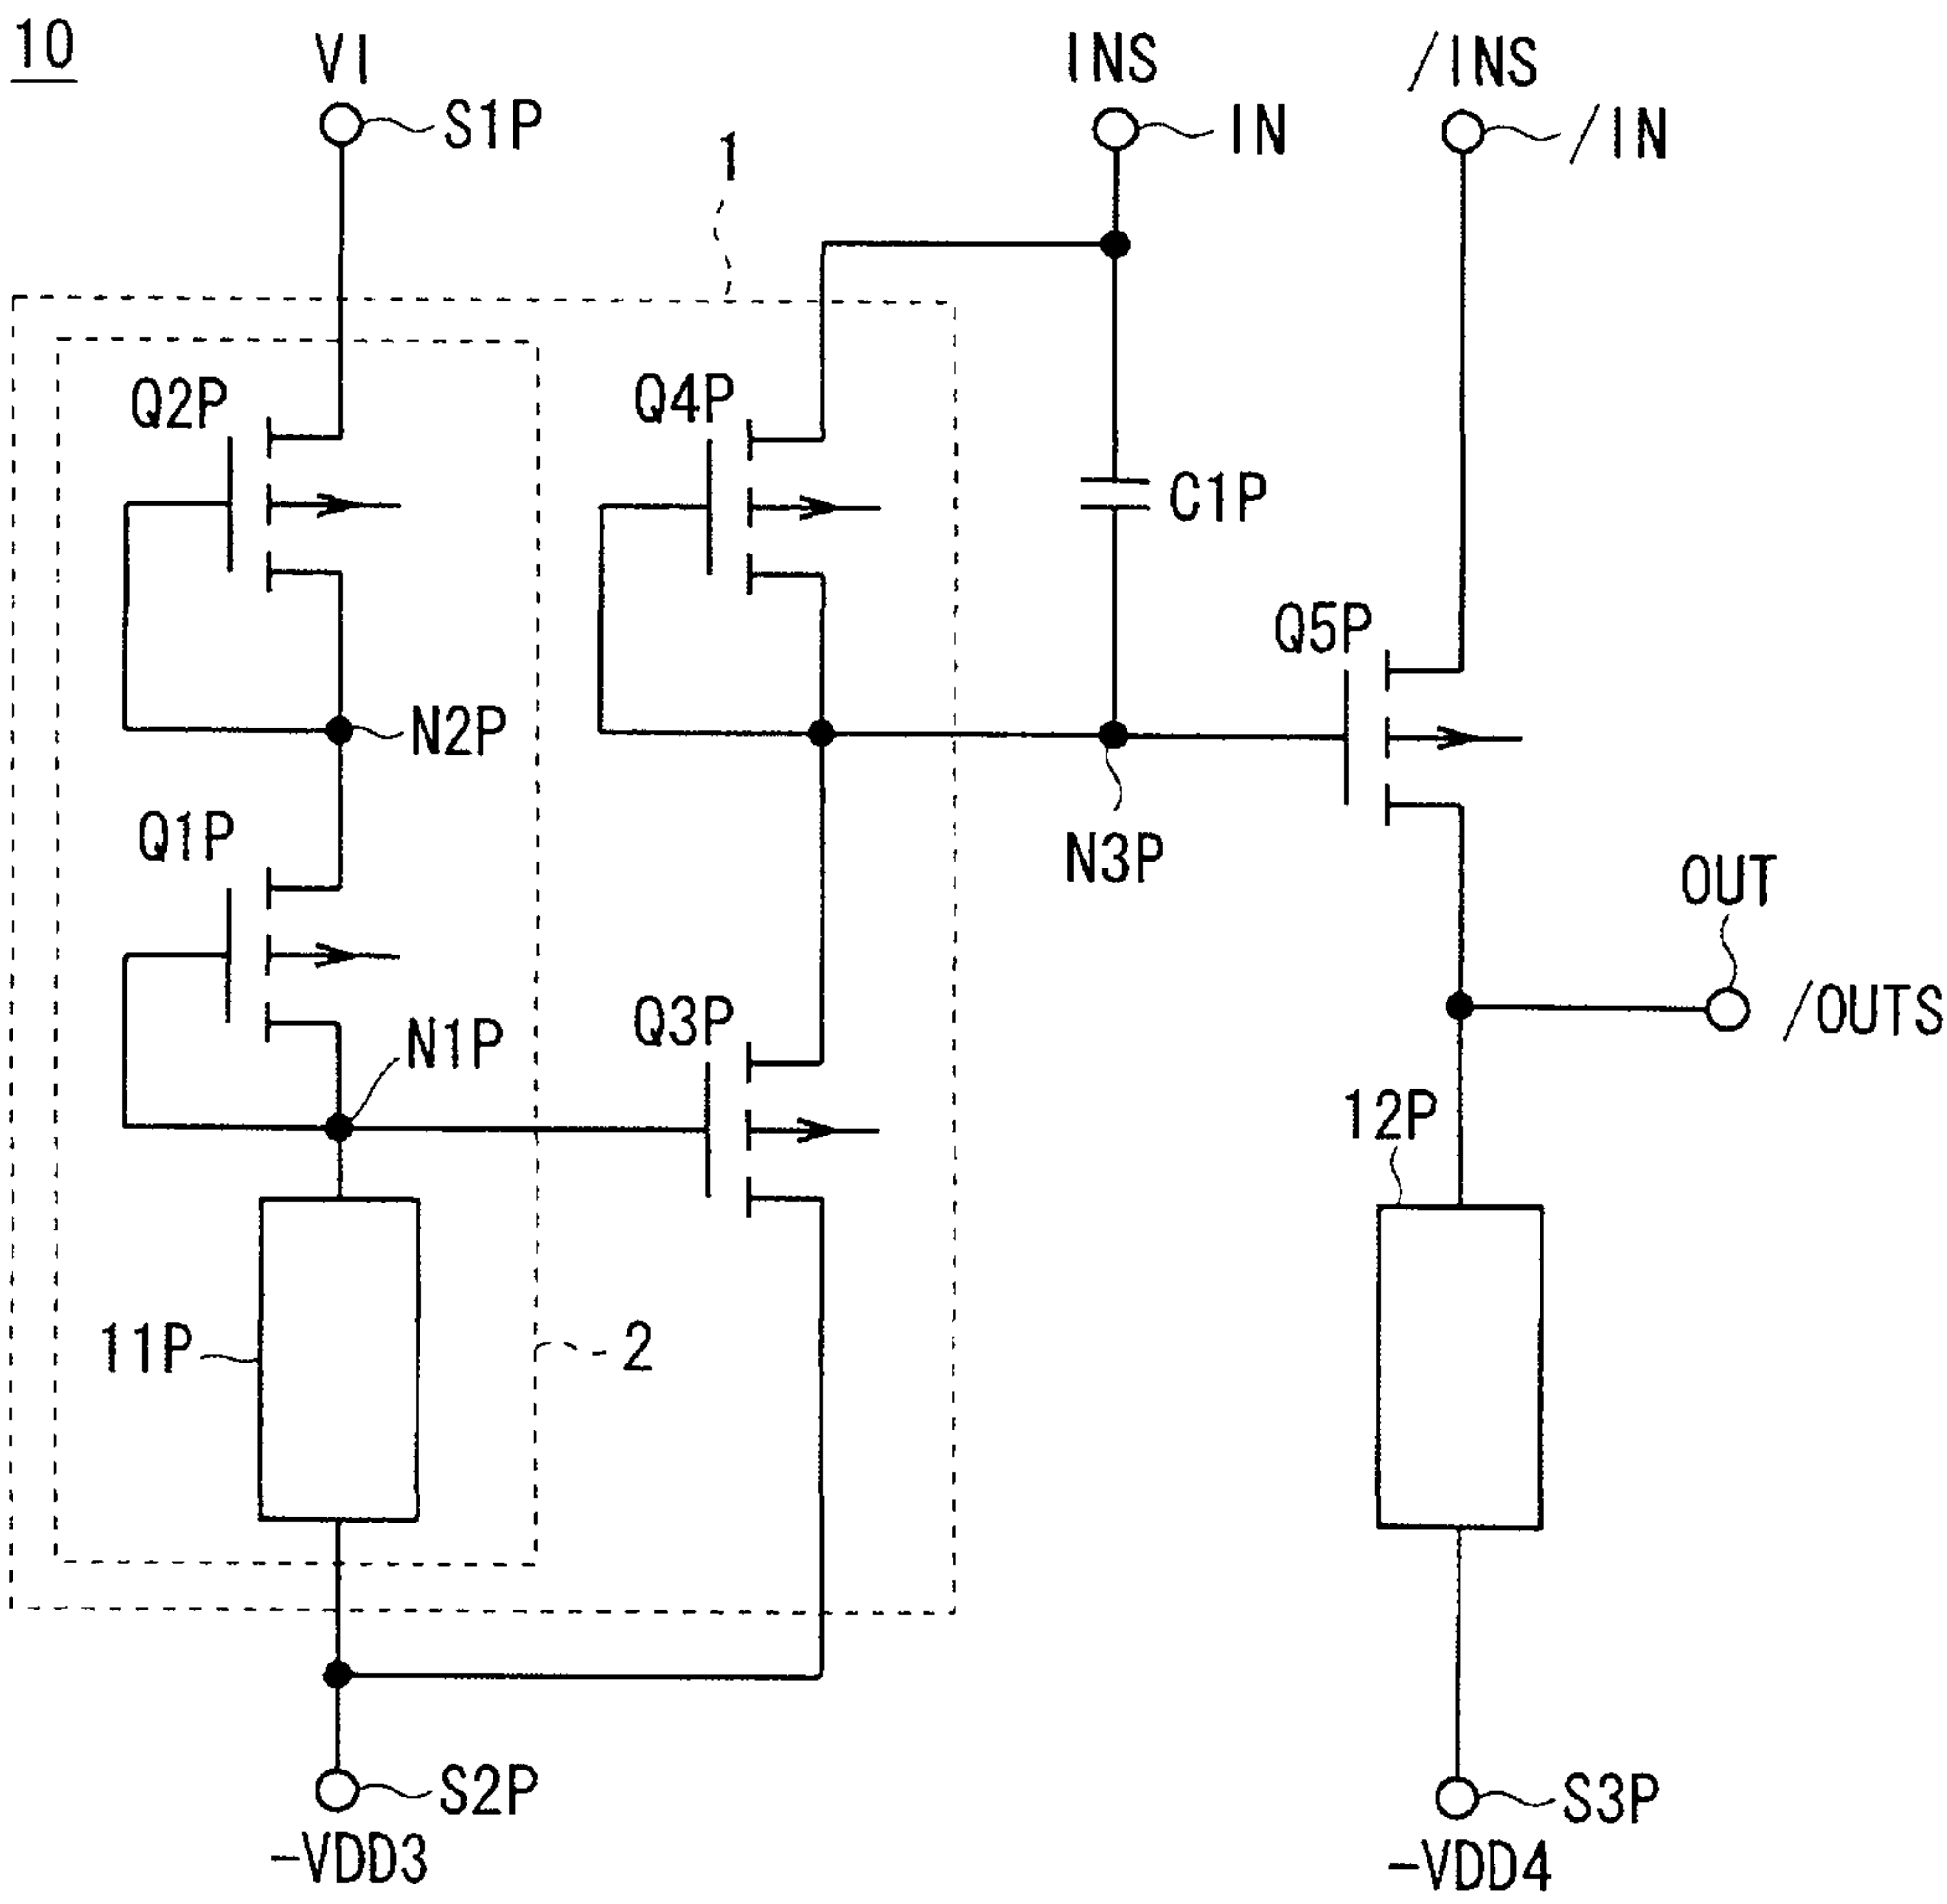 10
VI
INS
/INS
S1P
IN
/IN
1
Q2P
Q4P
C1P
Q5P
N2P
Q1P
N3P
OUT
Q3P
N1P
/OUTS
12P
11P
2
S2P
S3P
-VDD3
-VDD4